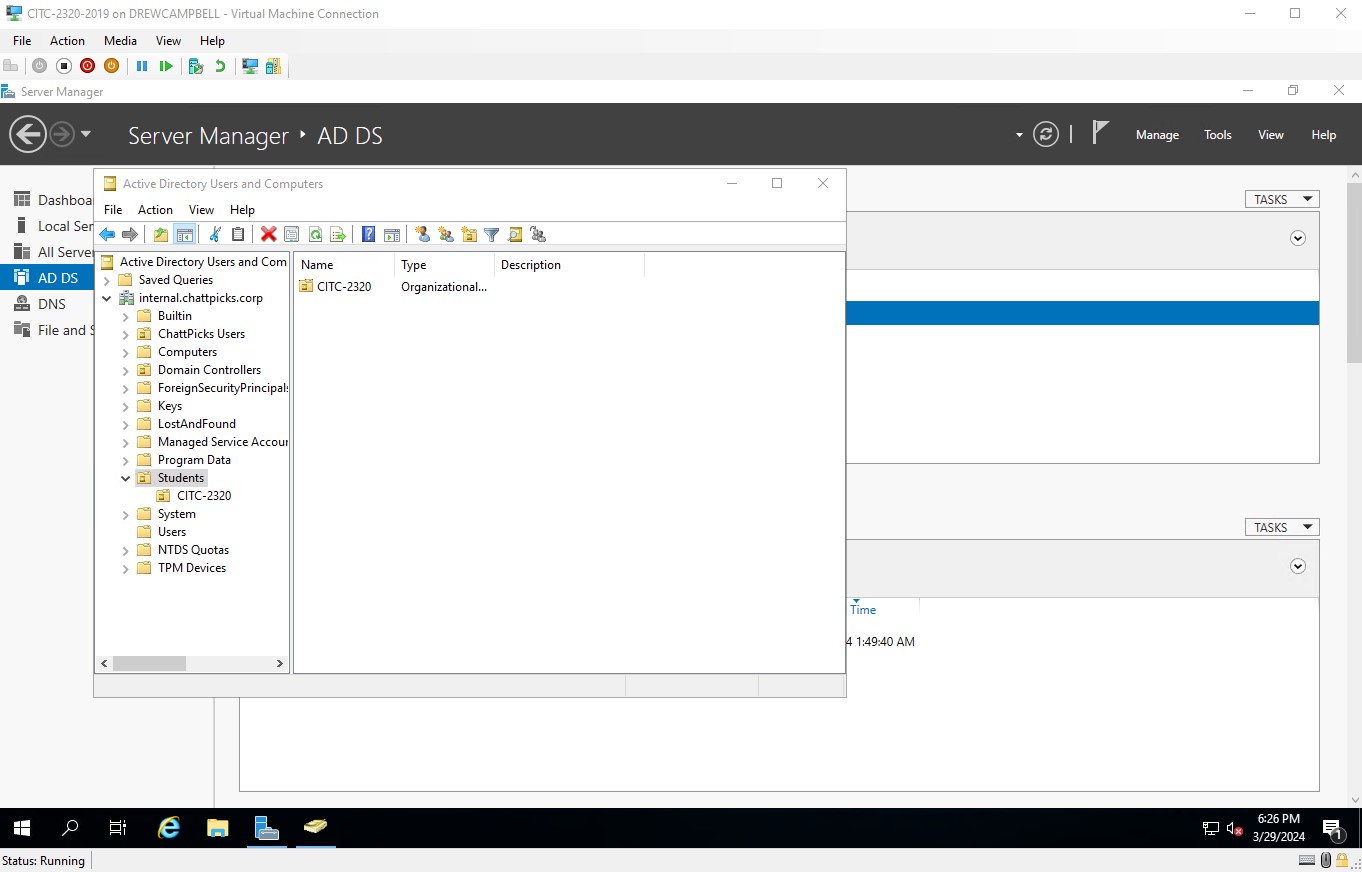 CITC-2320-2019 on DREWCAMPBELL - Virtual Machine Connection
File Action Media View Help
Server Manager
Server Manager AD DS
Manage Tools View Help
Dashboa
Local Ser
All Server
AD DS
DNS
File and S
Active Directory Users and Computers
File Action View Help
Active Directory Users and Com
Saved Queries
internal.chattpicks.corp
Builtin
ChattPicks Users
Computers
Domain Controllers
ForeignSecurityPrincipals
Keys
LostAndFound
Managed Service Accour
Program Data
Students
CITC-2320
System
Users
NTDS Quotas
TPM Devices
Name Type Description
CITC-2320 Organizational...
TASKS
TASKS
Time
4 1:49:40 AM
6:26 PM
3/29/2024
1
Status: Running